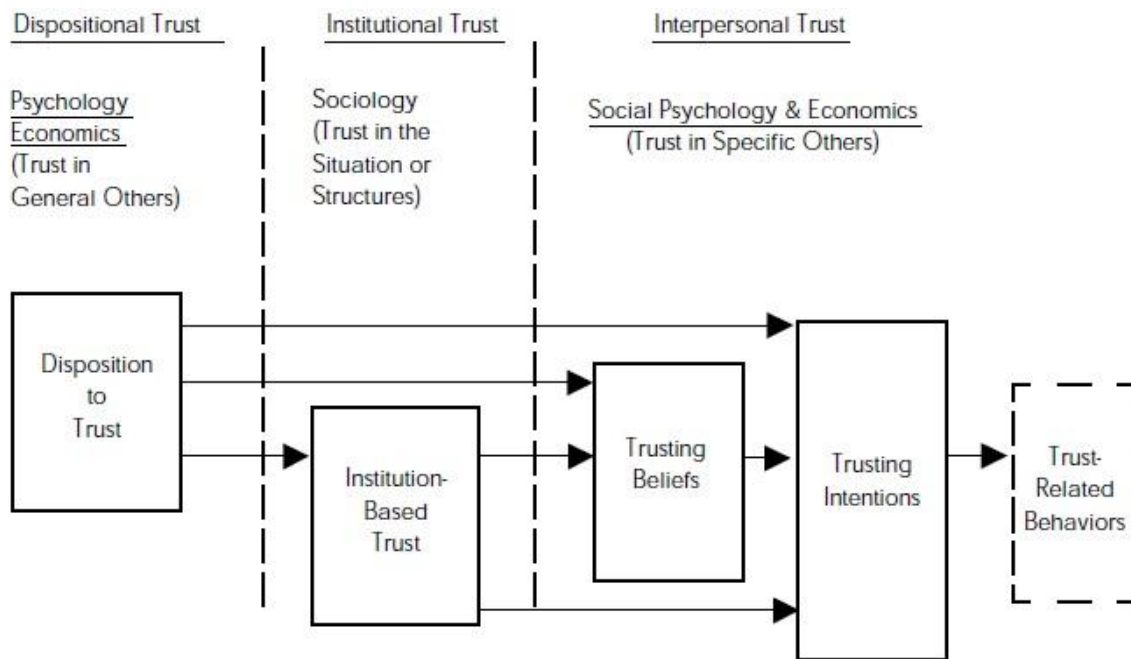 Dispositional Trust
Institutional Trust
Interpersonal Trust
Psychology
Economics
(Trust in
General Others)
Sociology
(Trust in the
Situation or
Structures)
Social Psychology & Economics
(Trust in Specific Others)
Disposition
to
Trust
Institution-
Based
Trust
Trusting
Beliefs
Trusting
Intentions
Trust-
Related
Behaviors